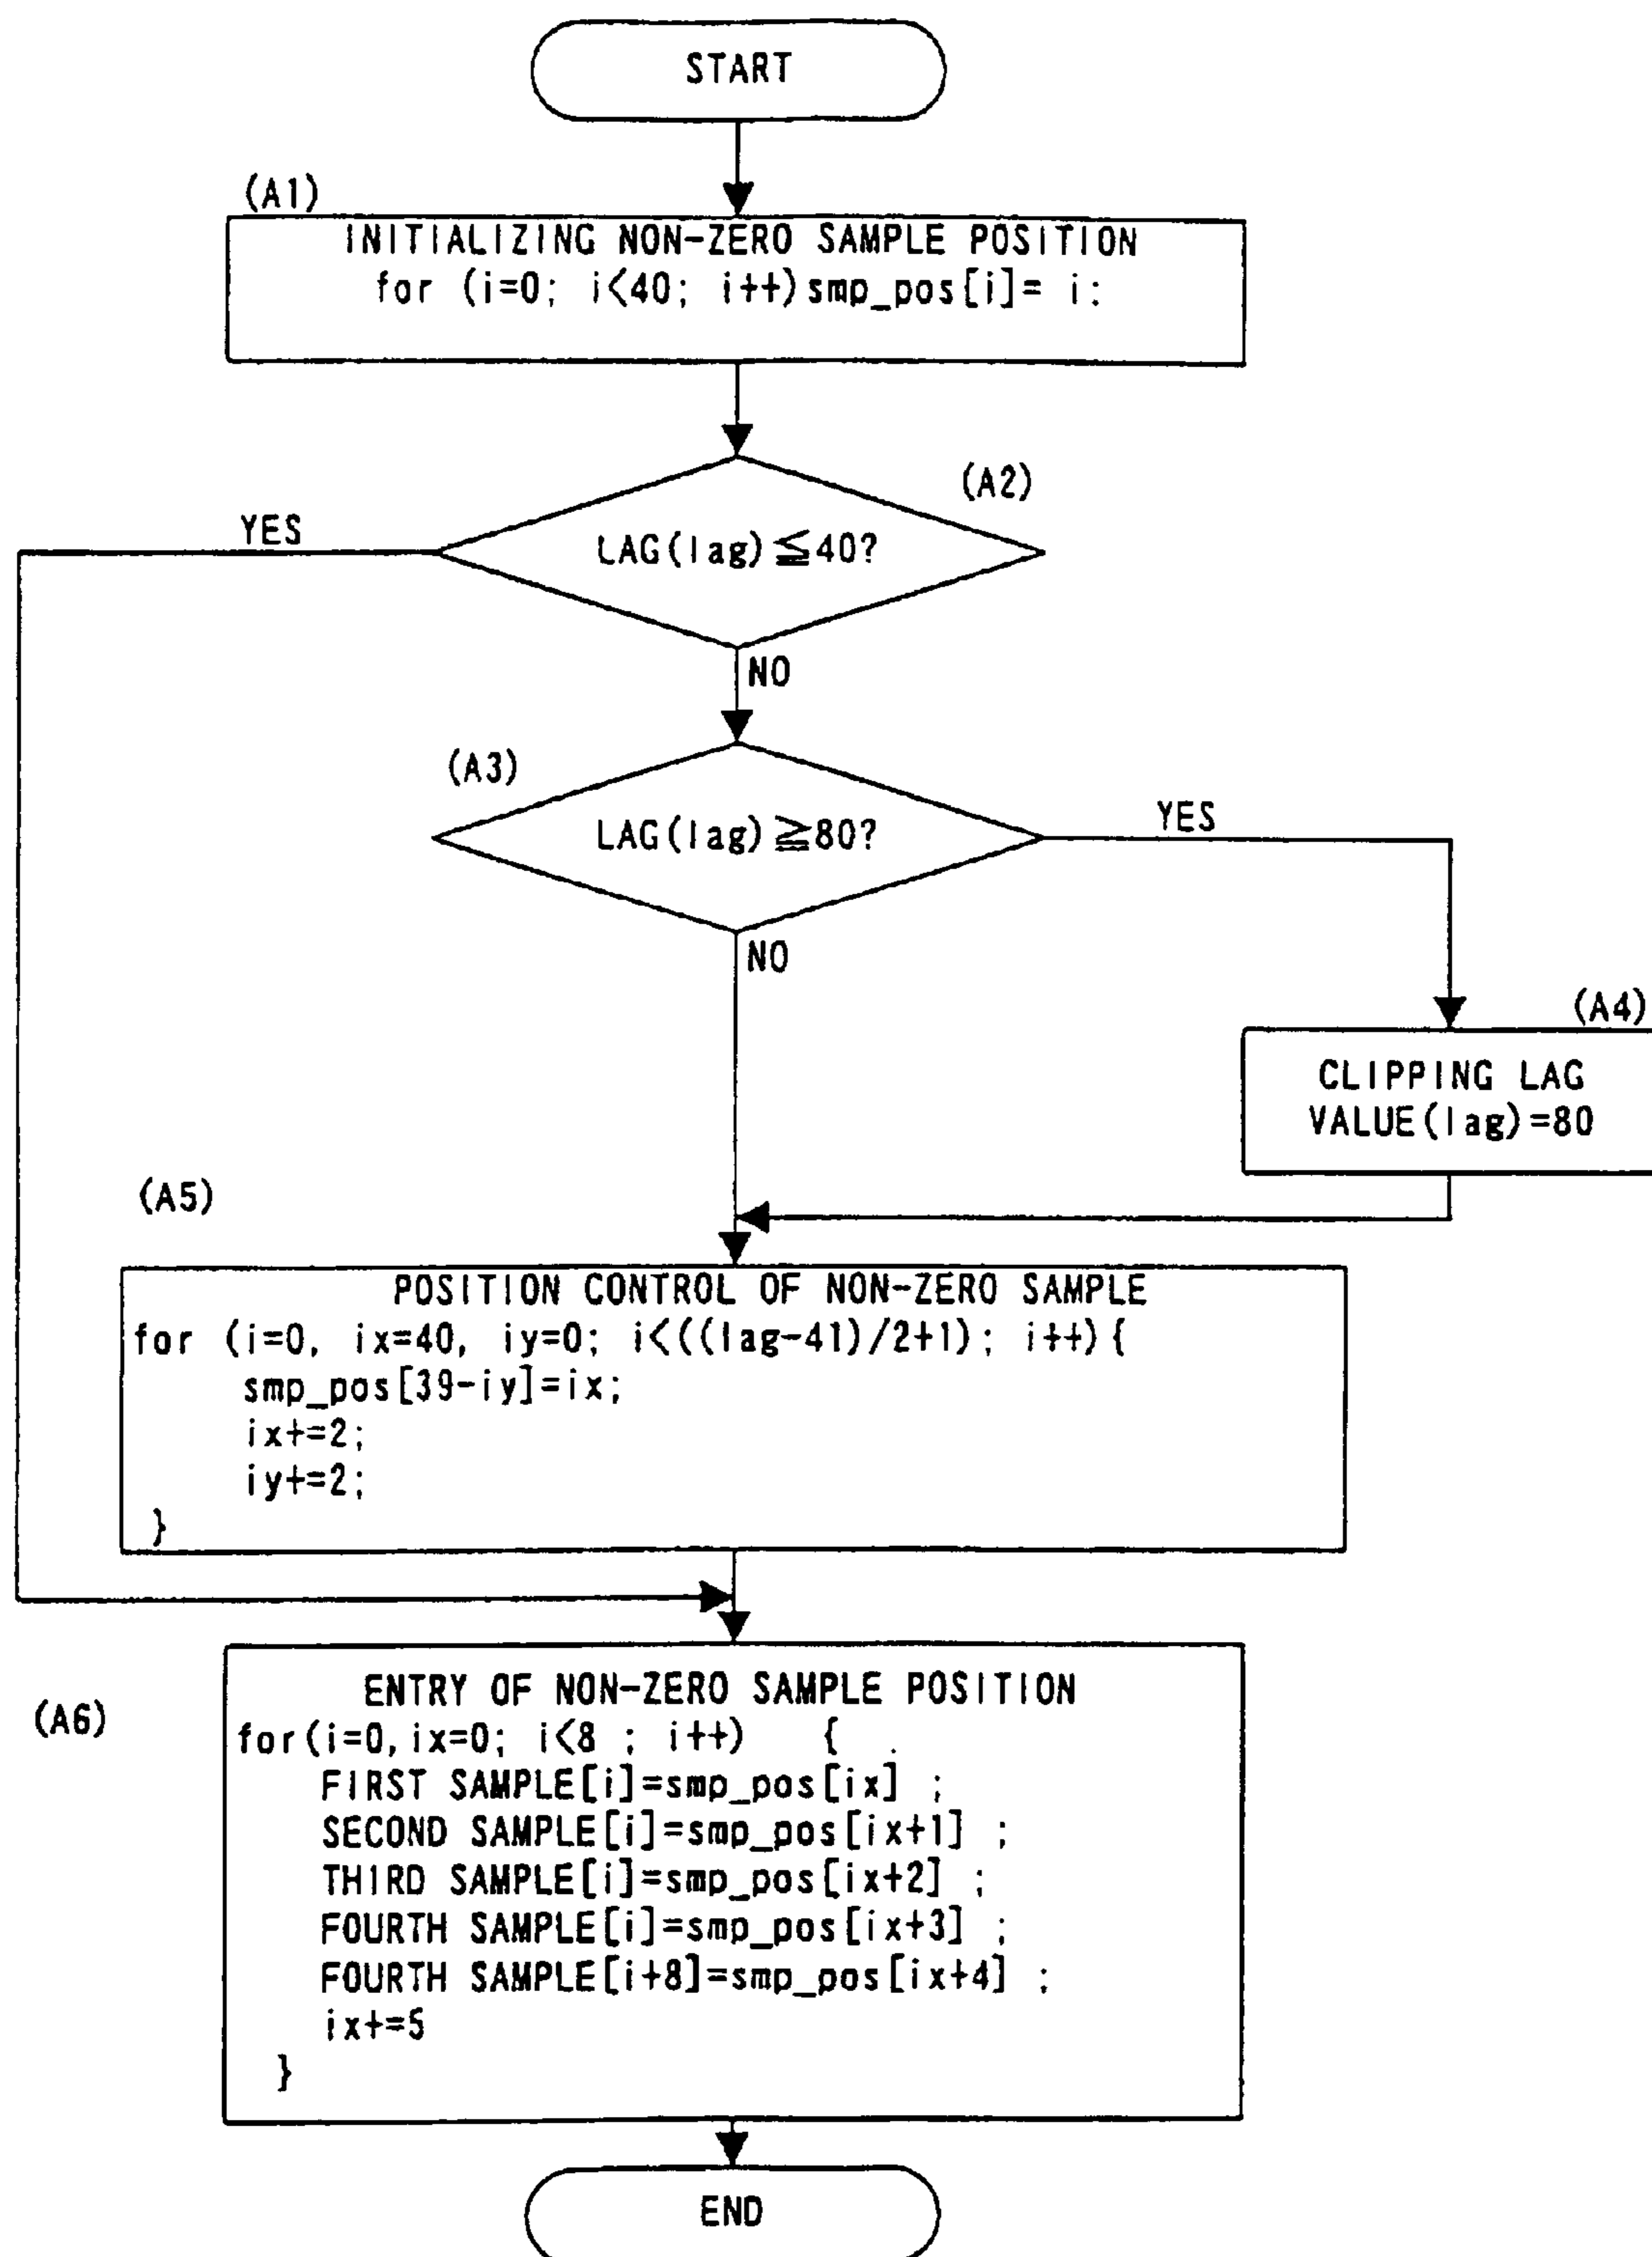 START
(A1)
INITIALIZING NON-ZERO SAMPLE POSITION
for (i=0; i<40; i++)smp_pos[i]= i:
(A2)
YES
LAG(lag)≦40?
NO
(A3)
LAG(lag)≧80?
YES
NO
(A4)
CLIPPING LAG
VALUE(lag)=80
(A5)
POSITION CONTROL OF NON-ZERO SAMPLE
for (i=0, ix=40, iy=0; i<((lag-41)/2+1); i++){
smp_pos[39-iy]=ix;
ix+=2;
iy+=2;
}
(A6)
ENTRY OF NON-ZERO SAMPLE POSITION
for(i=0,ix=0; i<8 ; i++) {
FIRST SAMPLE[i]=smp_pos[ix] ;
SECOND SAMPLE[i]=smp_pos[ix+1] ;
THIRD SAMPLE[i]=smp_pos[ix+2] ;
FOURTH SAMPLE[i]=smp_pos[ix+3] ;
FOURTH SAMPLE[i+8]=smp_pos[ix+4] ;
ix+=5
}
END